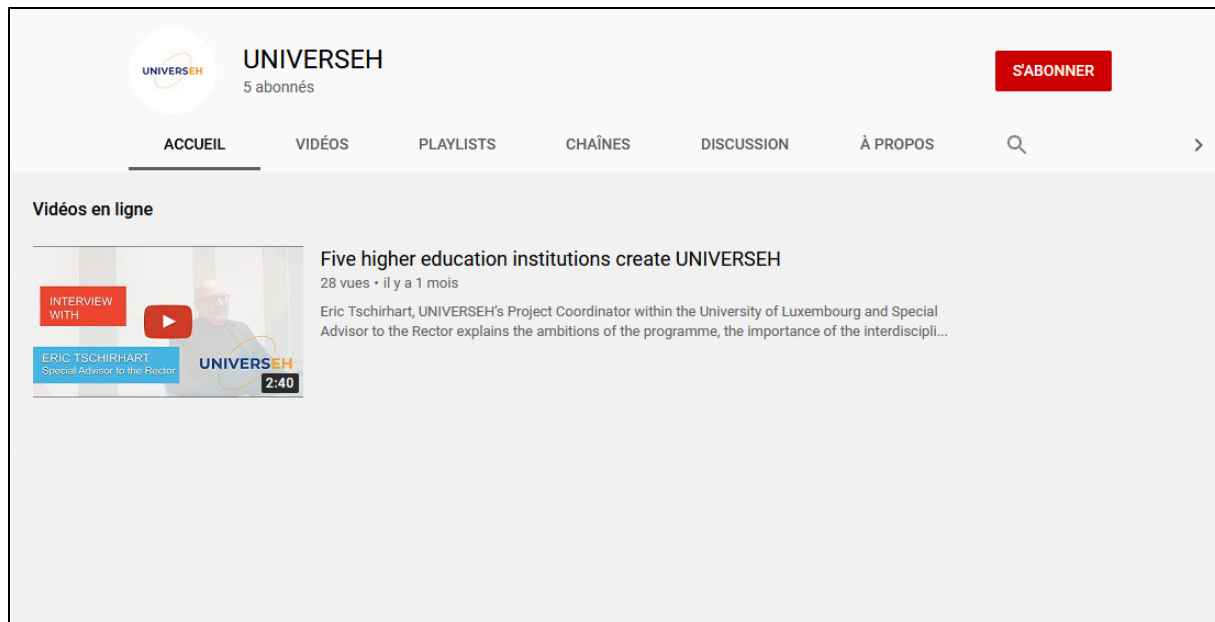 UNIVERSEH
UNIVERSEH
5 abonnés
S'ABONNER
ACCUEIL VIDÉOS PLAYLISTS CHAÎNES DISCUSSION À PROPOS
Vidéos en ligne
INTERVIEW
WITH
ERIC TSCHIRHART
Special Advisor to the Rector
UNIVERSEH
2:40
Five higher education institutions create UNIVERSEH
28 vues • il y a 1 mois
Eric Tschirhart, UNIVERSEH's Project Coordinator within the University of Luxembourg and Special
Advisor to the Rector explains the ambitions of the programme, the importance of the interdiscipli...